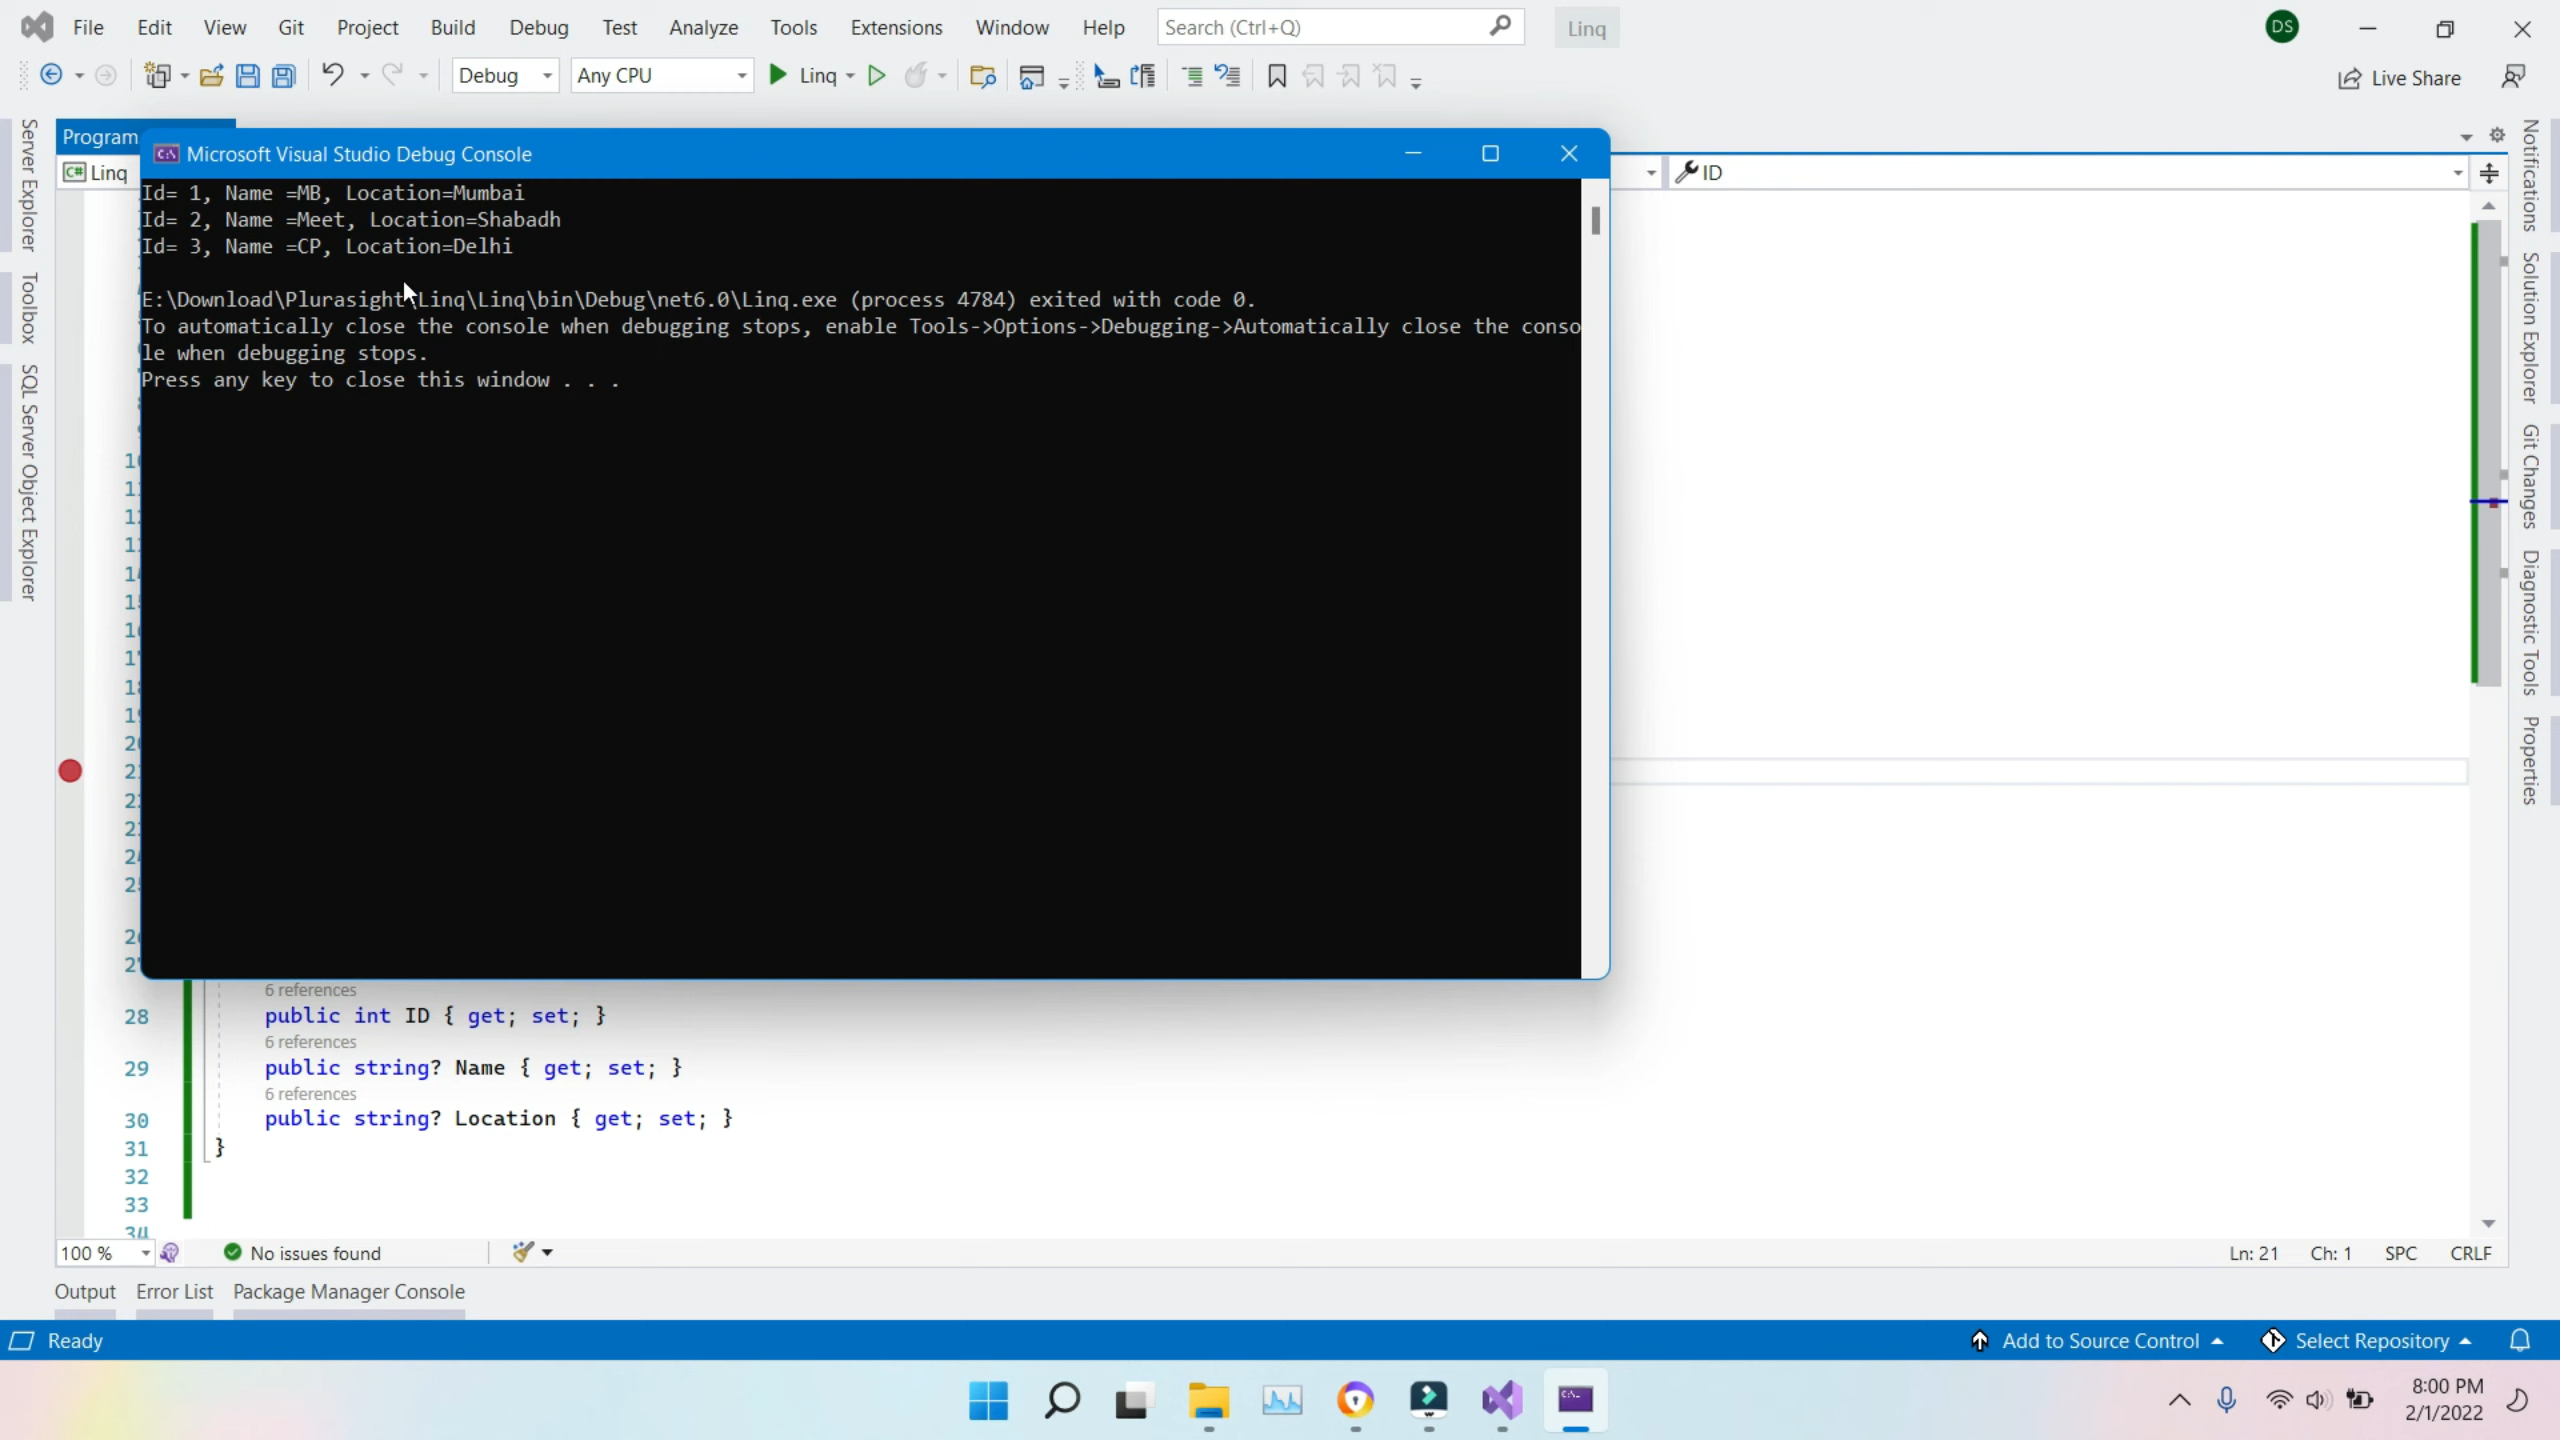 File Edit View Git Project Build Debug Test Analyze Tools Extensions Window Help Search (Ctrl+Q) Linq DS
Debug Any CPU Linq Live Share
Program
Linq ID
Microsoft Visual Studio Debug Console
Id= 1, Name =MB, Location=Mumbai
Id= 2, Name =Meet, Location=Shabadh
Id= 3, Name =CP, Location=Delhi
E:\Download\Plurasight\Linq\Linq\bin\Debug\net6.0\Linq.exe (process 4784) exited with code 0.
To automatically close the console when debugging stops, enable Tools->Options->Debugging->Automatically close the conso
le when debugging stops.
Press any key to close this window . . .
Server Explorer
Toolbox
SQL Server Object Explorer
Notifications
Solution Explorer
Git Changes
Diagnostic Tools
Properties
6 references
28 public int ID { get; set; }
6 references
29 public string? Name { get; set; }
6 references
30 public string? Location { get; set; }
31 }
32
33
34
100 % No issues found Ln: 21 Ch: 1 SPC CRLF
Output Error List Package Manager Console
Ready Add to Source Control Select Repository
8:00 PM
2/1/2022